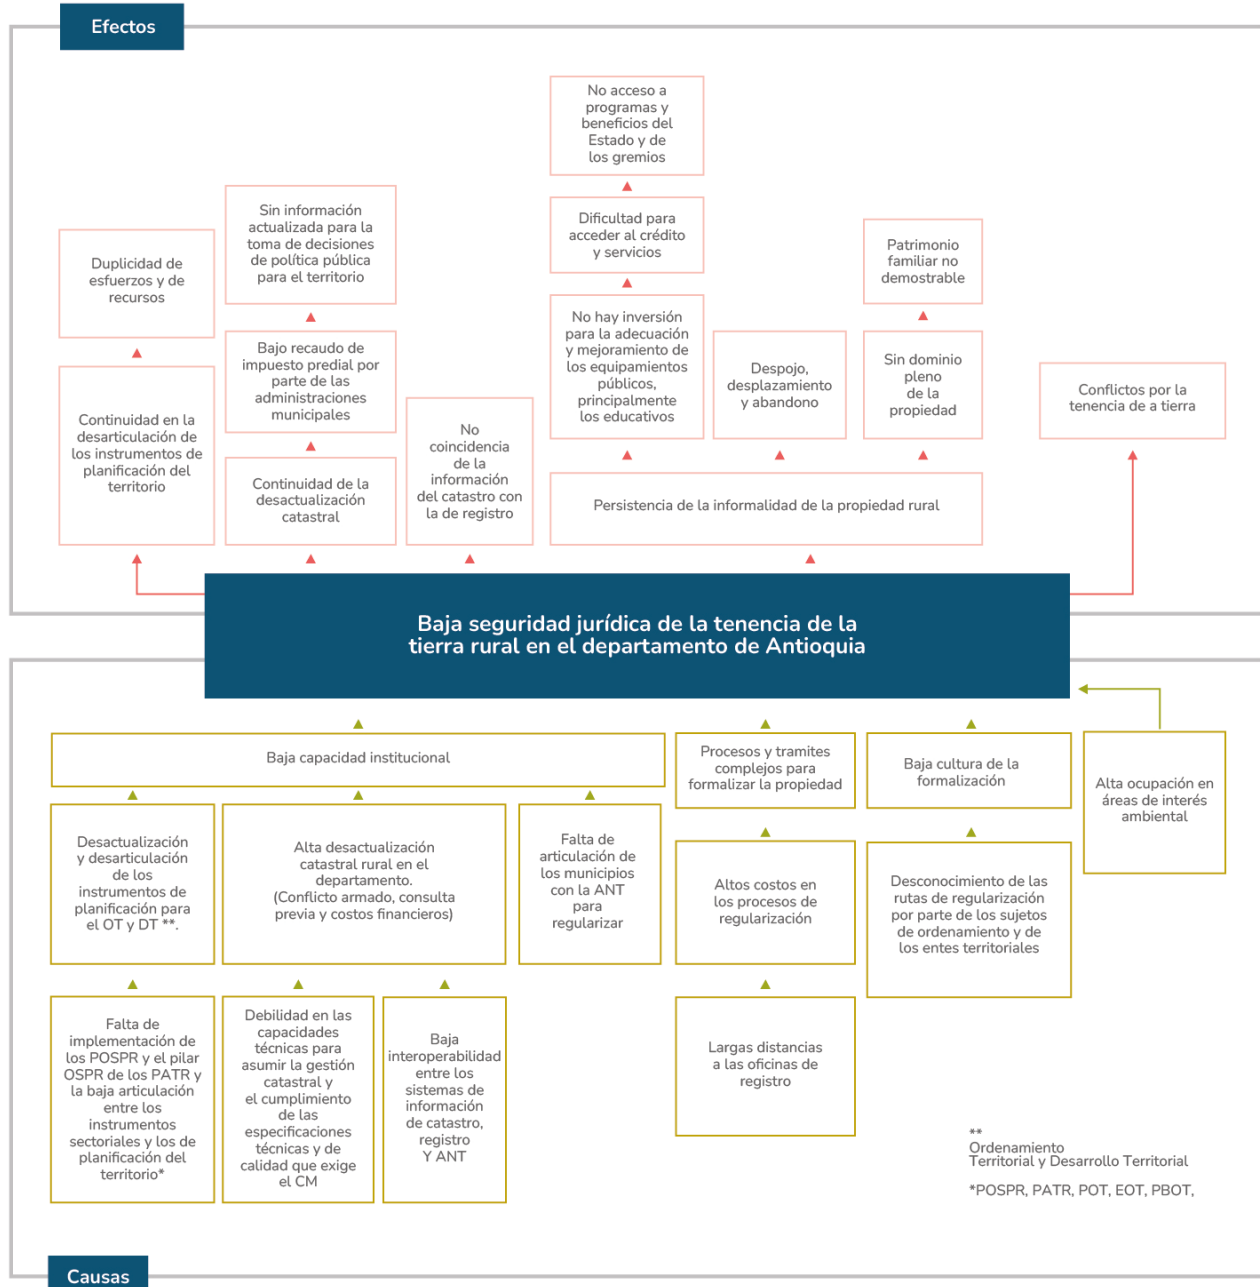 Efectos
No acceso a
programas y
beneficios del
Estado y de
los gremios
Sin información
actualizada para la
toma de decisiones
de política pública
para el territorio
Dificultad para
acceder al crédito
y servicios
Patrimonio
familiar no
demostrable
Duplicidad de
esfuerzos y de
recursos
Bajo recaudo de
impuesto predial por
parte de las
administraciones
municipales
No hay inversión
para la adecuación
y mejoramiento de
los equipamientos
públicos,
principalmente
los educativos
Despojo,
desplazamiento
y abandono
Sin dominio
pleno
de la
propiedad
Conflictos por la
tenencia de a tierra
Continuidad en la
desarticulación de
los instrumentos de
planificación del
territorio
Continuidad de la
desactualización
catastral
No
coincidencia
de la
información
del catastro con
la de registro
Persistencia de la informalidad de la propiedad rural
Baja seguridad jurídica de la tenencia de la
tierra rural en el departamento de Antioquia
Baja capacidad institucional
Procesos y tramites
complejos para
formalizar la propiedad
Baja cultura de la
formalización
Alta ocupación en
áreas de interés
ambiental
Desactualización
y desarticulación
de los
instrumentos de
planificación para
el OT y DT **.
Alta desactualización
catastral rural en el
departamento.
(Conflicto armado, consulta
previa y costos financieros)
Falta de
articulación de
los municipios
con la ANT
para
regularizar
Altos costos en
los procesos de
regularización
Desconocimiento de las
rutas de regularización
por parte de los sujetos
de ordenamiento y de
los entes territoriales
Falta de
implementación de
los POSPR y el pilar
OSPR de los PATR y
la baja articulación
entre los
instrumentos
sectoriales y los de
planificación del
territorio*
Debilidad en las
capacidades
técnicas para
asumir la gestión
catastral y
el cumplimiento
de las
especificaciones
técnicas y de
calidad que exige
el CM
Baja
interoperabilidad
entre los
sistemas de
información
de catastro,
registro
Y ANT
Largas distancias
a las oficinas de
registro
**
Ordenamiento
Territorial y Desarrollo Territorial
*POSPR, PATR, POT, EOT, PBOT,
Causas